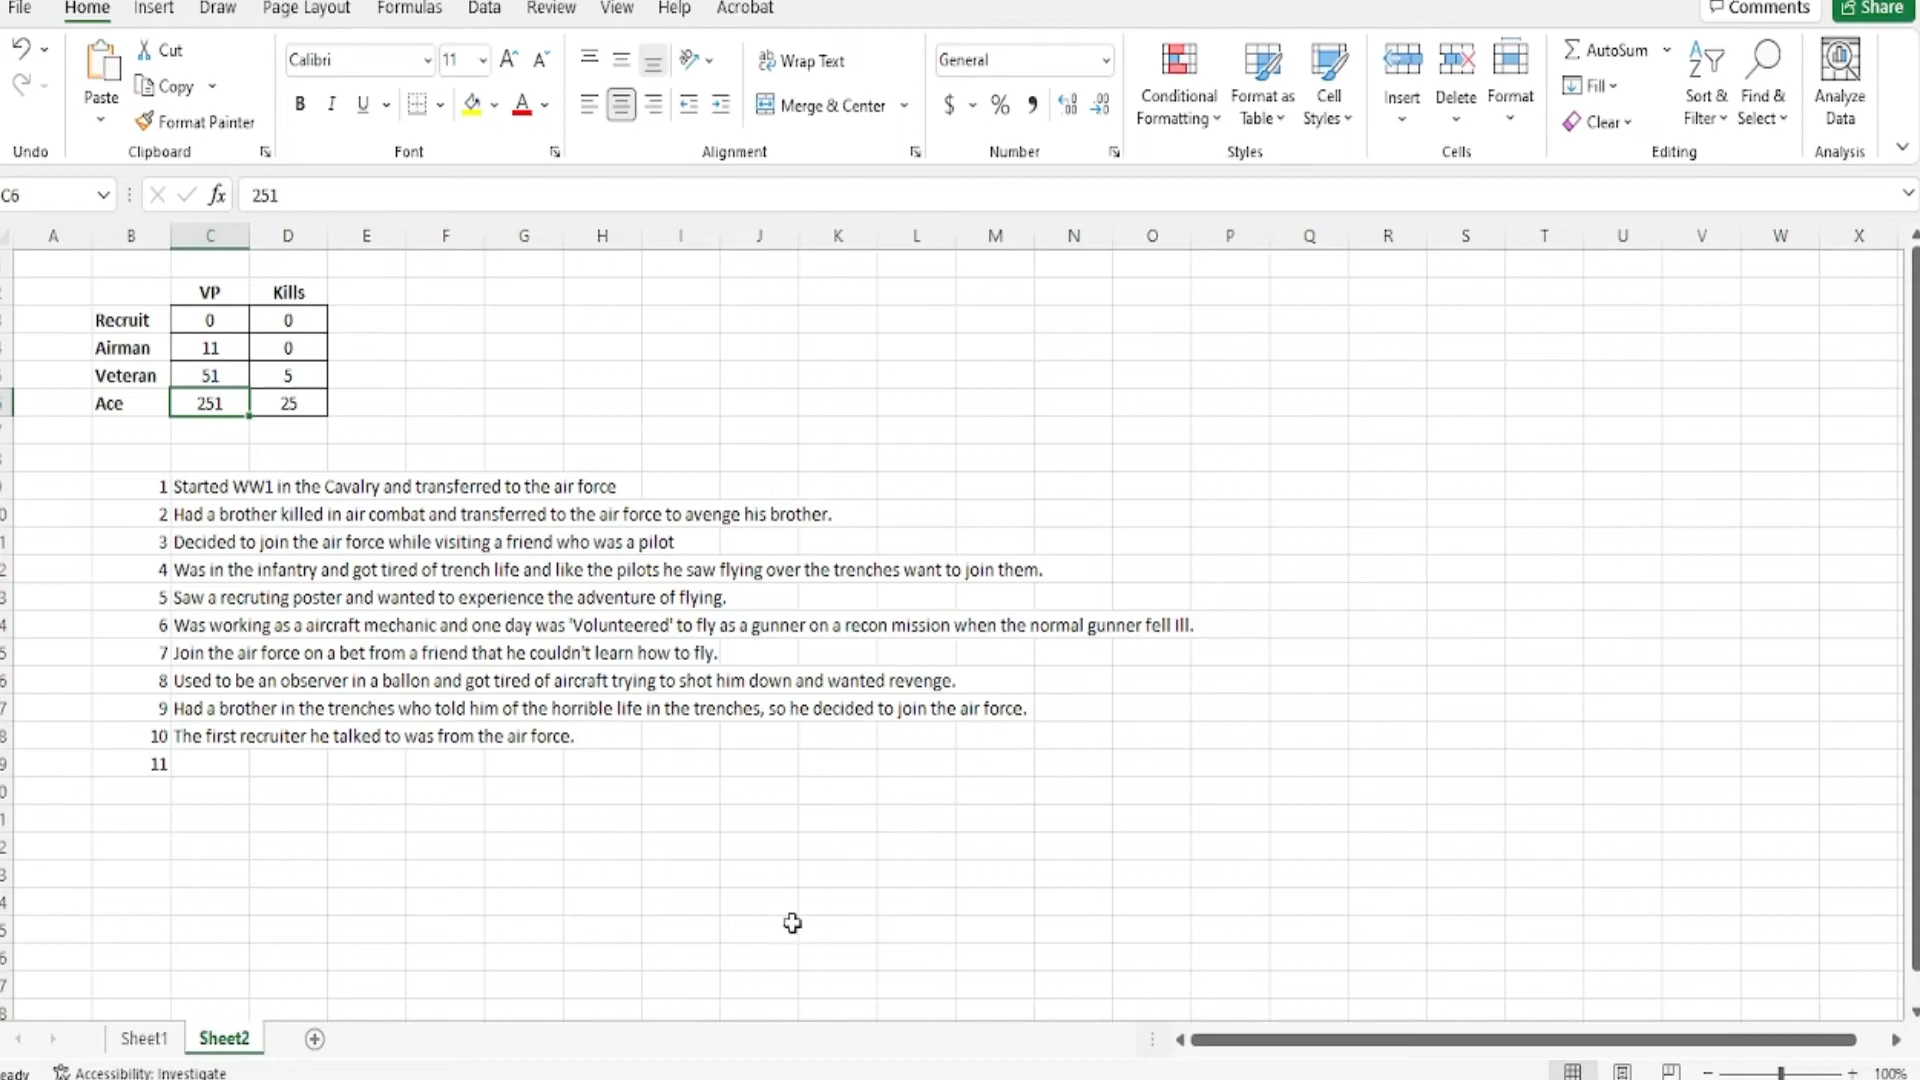 File Home Insert Draw Page Layout Formulas Data Review View Help Acrobat Comments Share
Cut
Copy
Format Painter
Paste
Calibri 11
B I U
Wrap Text
Merge & Center
General
$ %
Conditional Formatting
Format as Table
Cell Styles
Insert Delete Format
AutoSum
Fill
Clear
Sort & Filter
Find & Select
Analyze Data
Undo Clipboard Font Alignment Number Styles Cells Editing Analysis
C6 fx 251
A B C D E F G H I J K L M N O P Q R S T U V W X
VP Kills
Recruit 0 0
Airman 11 0
Veteran 51 5
Ace 251 25
1 Started WW1 in the Cavalry and transferred to the air force
2 Had a brother killed in air combat and transferred to the air force to avenge his brother.
3 Decided to join the air force while visiting a friend who was a pilot
4 Was in the infantry and got tired of trench life and like the pilots he saw flying over the trenches want to join them.
5 Saw a recruting poster and wanted to experience the adventure of flying.
6 Was working as a aircraft mechanic and one day was 'Volunteered' to fly as a gunner on a recon mission when the normal gunner fell ill.
7 Join the air force on a bet from a friend that he couldn't learn how to fly.
8 Used to be an observer in a ballon and got tired of aircraft trying to shot him down and wanted revenge.
9 Had a brother in the trenches who told him of the horrible life in the trenches, so he decided to join the air force.
10 The first recruiter he talked to was from the air force.
11
Sheet1 Sheet2
Accessibility: Investigate 100%